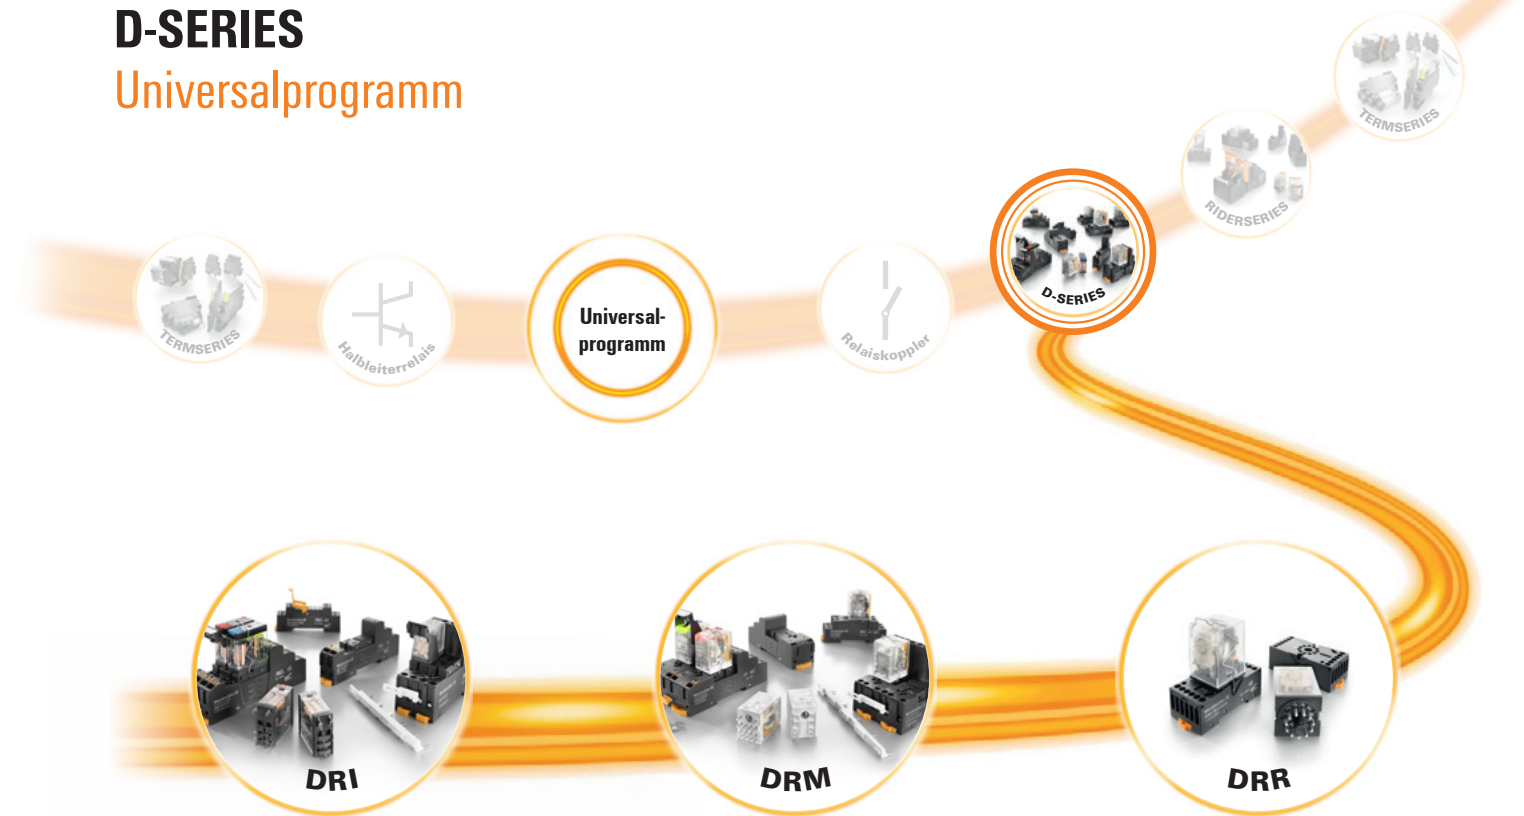 D-SERIES
Universalprogramm
TERMSERIES
RIDERSERIES
D-SERIES
TERMSERIES
Halbleiterrelais
Universal-
programm
Relaiskoppler
DRI
DRM
DRR